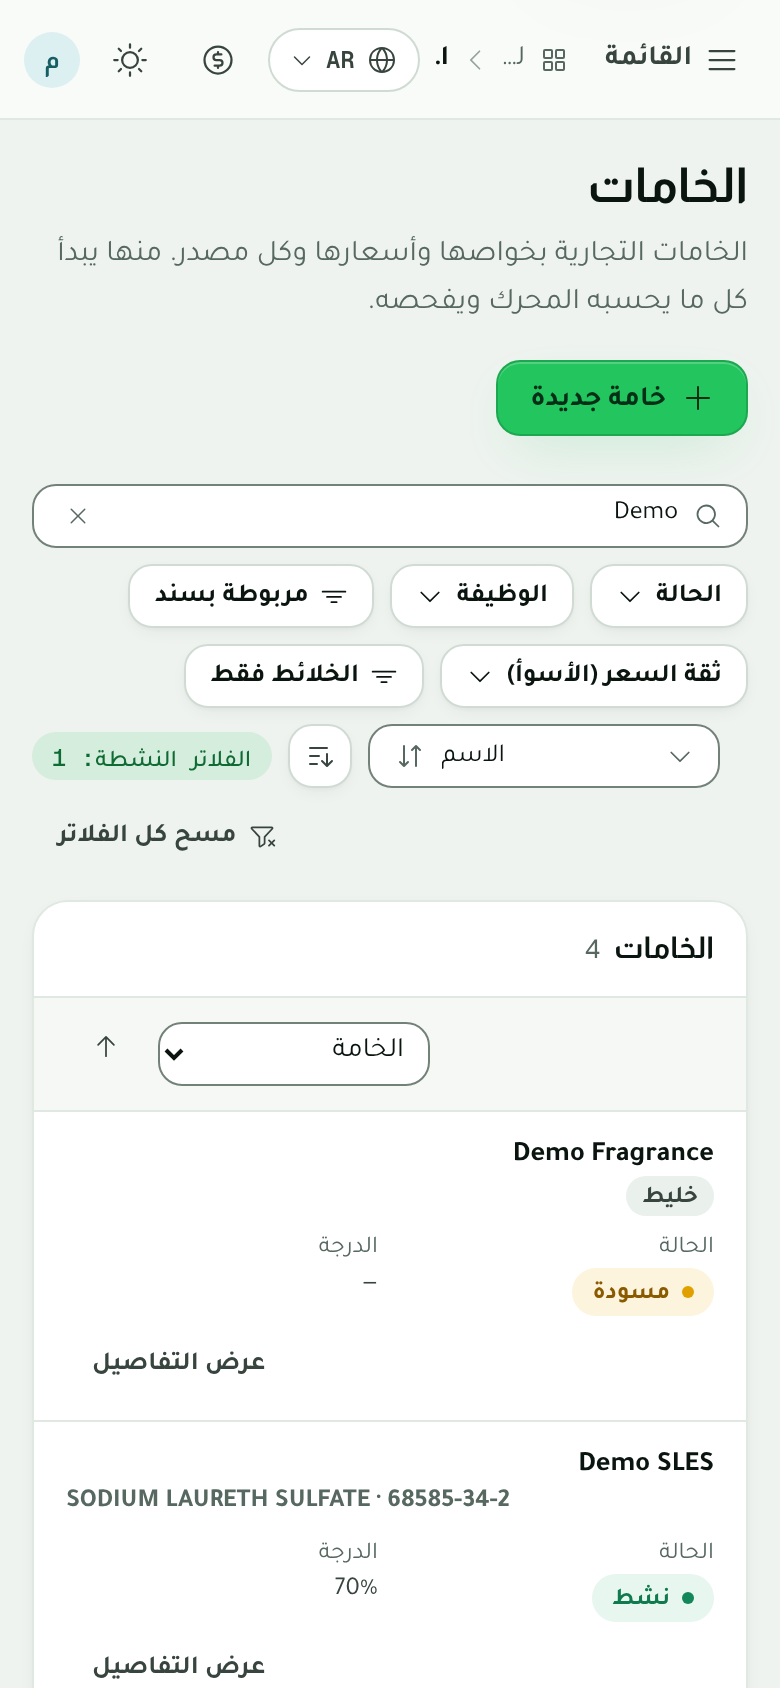 القائمة
لـ...
ا.
AR
م
الخامات
الخامات التجارية بخواصها وأسعارها وكل مصدر. منها يبدأ
كل ما يحسبه المحرك ويفحصه.
خامة جديدة
Demo
الحالة
الوظيفة
مربوطة بسند
ثقة السعر (الأسوأ)
الخلائط فقط
الاسم
الفلاتر النشطة: 1
مسح كل الفلاتر
الخامات 4
الخامة
Demo Fragrance
خليط
الحالة
الدرجة
مسودة
–
عرض التفاصيل
Demo SLES
SODIUM LAURETH SULFATE · 68585-34-2
الحالة
الدرجة
نشط
70%
عرض التفاصيل